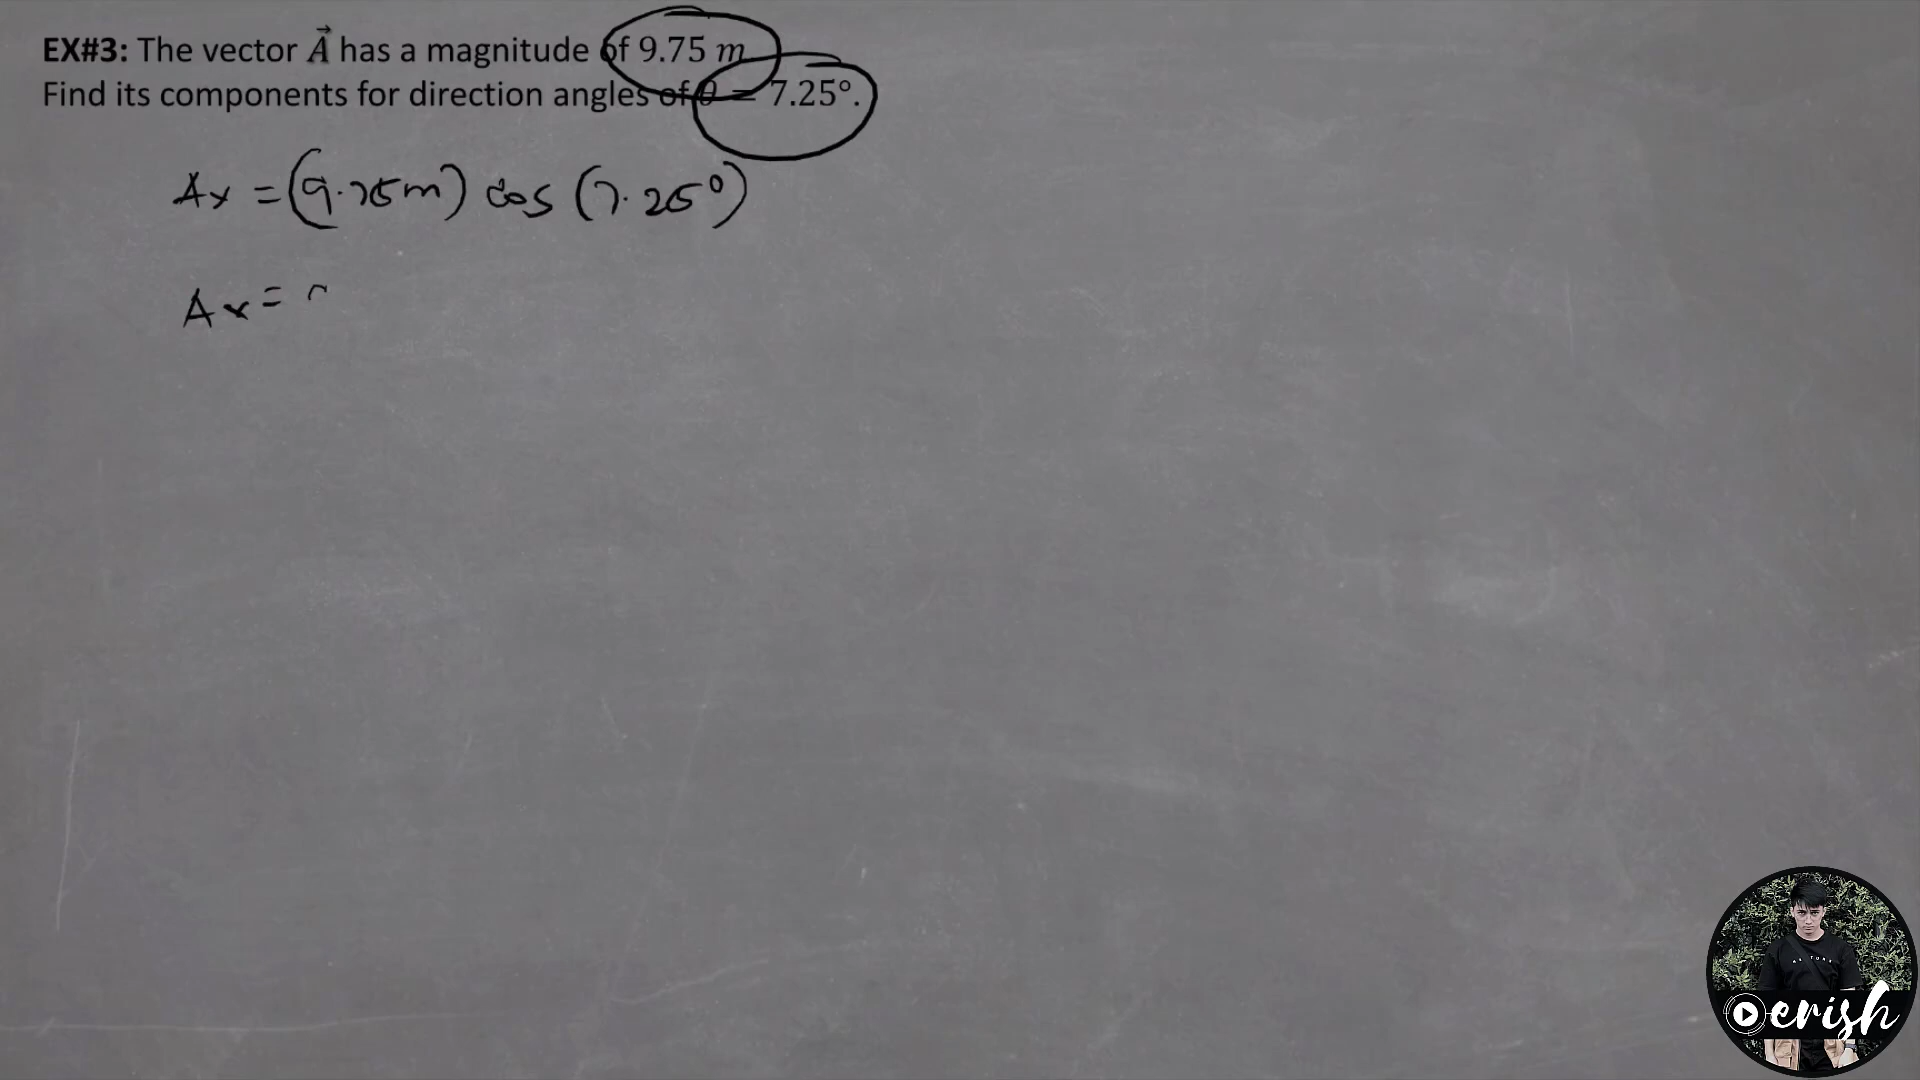 EX#3: The vector A⃗ has a magnitude of 9.75 m
Find its components for direction angles of θ = 7.25°.
Ax = (9.75m) cos (7.25°)
Ax =
erish